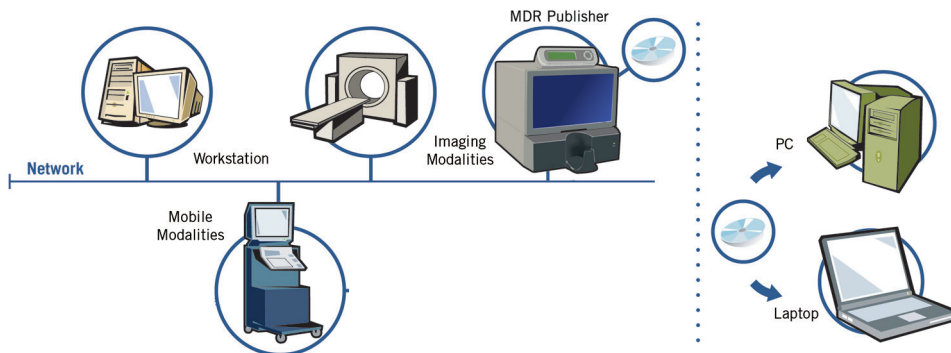 MDR Publisher
Workstation
Imaging
Modalities
Network
Mobile
Modalities
PC
Laptop